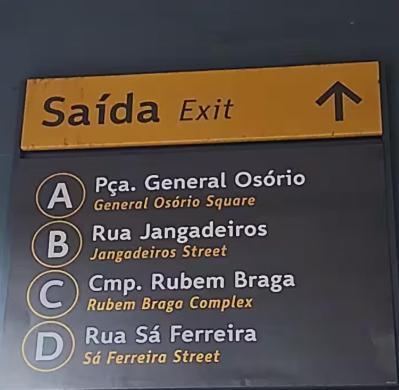 Saída Exit
A Pça. General Osório
General Osório Square
B Rua Jangadeiros
Jangadeiros Street
C Cmp. Rubem Braga
Rubem Braga Complex
D Rua Sá Ferreira
Sá Ferreira Street